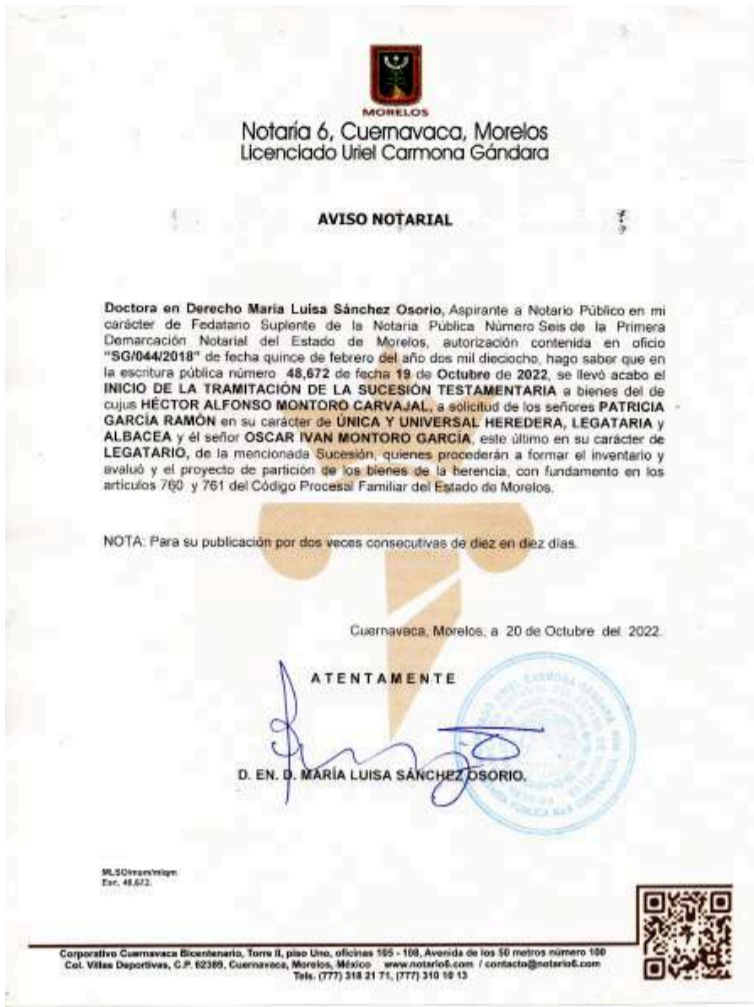 MORELOS
Notaría 6, Cuernavaca, Morelos
Licenciado Uriel Carmona Gándara
AVISO NOTARIAL
Doctora en Derecho María Luisa Sánchez Osorio, Aspirante a Notario Público en mi
carácter de Fedatario Suplente de la Notaría Pública Número Seis de la Primera
Demarcación Notarial del Estado de Morelos, autorización contenida en oficio
"SG/044/2018" de fecha quince de febrero del año dos mil dieciocho, hago saber que en
la escritura pública número 48,672 de fecha 19 de Octubre de 2022, se llevó acabo el
INICIO DE LA TRAMITACIÓN DE LA SUCESIÓN TESTAMENTARIA a bienes del de
cujus HÉCTOR ALFONSO MONTORO CARVAJAL, a solicitud de los señores PATRICIA
GARCÍA RAMÓN en su carácter de ÚNICA Y UNIVERSAL HEREDERA, LEGATARIA y
ALBACEA y él señor OSCAR IVAN MONTORO GARCÍA, este último en su carácter de
LEGATARIO, de la mencionada Sucesión, quienes procederán a formar el inventario y
avaluó y el proyecto de partición de los bienes de la herencia, con fundamento en los
artículos 760 y 761 del Código Procesal Familiar del Estado de Morelos.
NOTA: Para su publicación por dos veces consecutivas de diez en diez días.
Cuernavaca, Morelos, a 20 de Octubre del 2022.
ATENTAMENTE
D. EN. D. MARÍA LUISA SÁNCHEZ OSORIO.
Esc. 48,672.
Corporativo Cuernavaca Bicentenario, Torre II, piso Uno, oficinas 105 - 108, Avenida de los 50 metros número 100
Col. Villas Deportivas, C.P. 62369, Cuernavaca, Morelos, México www.notario6.com / contacto@notario6.com
Tels. (777) 318 21 71, (777) 310 10 13